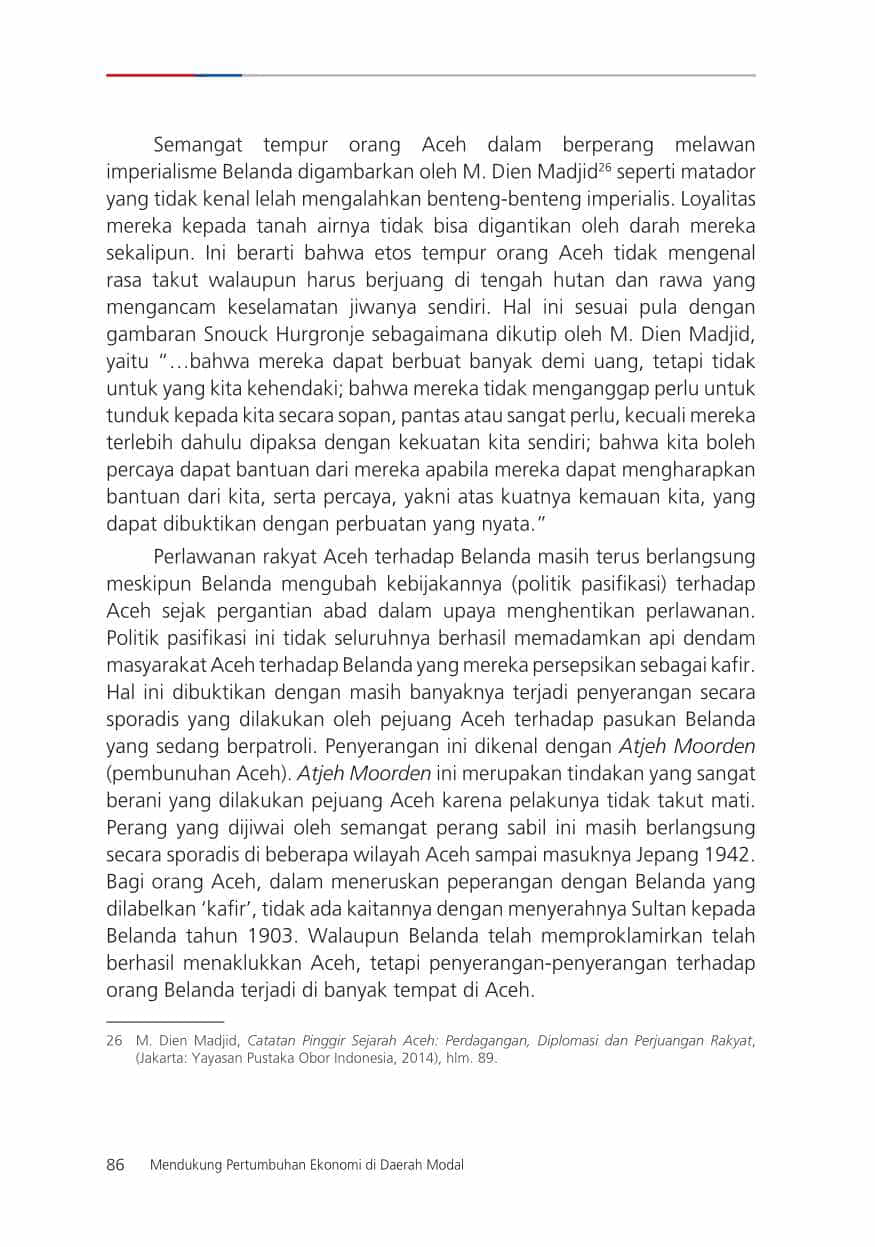 Semangat tempur orang Aceh dalam berperang melawan
imperialisme Belanda digambarkan oleh M. Dien Madjid26 seperti matador
yang tidak kenal lelah mengalahkan benteng-benteng imperialis. Loyalitas
mereka kepada tanah airnya tidak bisa digantikan oleh darah mereka
sekalipun. Ini berarti bahwa etos tempur orang Aceh tidak mengenal
rasa takut walaupun harus berjuang di tengah hutan dan rawa yang
mengancam keselamatan jiwanya sendiri. Hal ini sesuai pula dengan
gambaran Snouck Hurgronje sebagaimana dikutip oleh M. Dien Madjid,
yaitu “…bahwa mereka dapat berbuat banyak demi uang, tetapi tidak
untuk yang kita kehendaki; bahwa mereka tidak menganggap perlu untuk
tunduk kepada kita secara sopan, pantas atau sangat perlu, kecuali mereka
terlebih dahulu dipaksa dengan kekuatan kita sendiri; bahwa kita boleh
percaya dapat bantuan dari mereka apabila mereka dapat mengharapkan
bantuan dari kita, serta percaya, yakni atas kuatnya kemauan kita, yang
dapat dibuktikan dengan perbuatan yang nyata.”
Perlawanan rakyat Aceh terhadap Belanda masih terus berlangsung
meskipun Belanda mengubah kebijakannya (politik pasifikasi) terhadap
Aceh sejak pergantian abad dalam upaya menghentikan perlawanan.
Politik pasifikasi ini tidak seluruhnya berhasil memadamkan api dendam
masyarakat Aceh terhadap Belanda yang mereka persepsikan sebagai kafir.
Hal ini dibuktikan dengan masih banyaknya terjadi penyerangan secara
sporadis yang dilakukan oleh pejuang Aceh terhadap pasukan Belanda
yang sedang berpatroli. Penyerangan ini dikenal dengan Atjeh Moorden
(pembunuhan Aceh). Atjeh Moorden ini merupakan tindakan yang sangat
berani yang dilakukan pejuang Aceh karena pelakunya tidak takut mati.
Perang yang dijiwai oleh semangat perang sabil ini masih berlangsung
secara sporadis di beberapa wilayah Aceh sampai masuknya Jepang 1942.
Bagi orang Aceh, dalam meneruskan peperangan dengan Belanda yang
dilabelkan ‘kafir’, tidak ada kaitannya dengan menyerahnya Sultan kepada
Belanda tahun 1903. Walaupun Belanda telah memproklamirkan telah
berhasil menaklukkan Aceh, tetapi penyerangan-penyerangan terhadap
orang Belanda terjadi di banyak tempat di Aceh.
26 M. Dien Madjid, Catatan Pinggir Sejarah Aceh: Perdagangan, Diplomasi dan Perjuangan Rakyat,
(Jakarta: Yayasan Pustaka Obor Indonesia, 2014), hlm. 89.
86 Mendukung Pertumbuhan Ekonomi di Daerah Modal